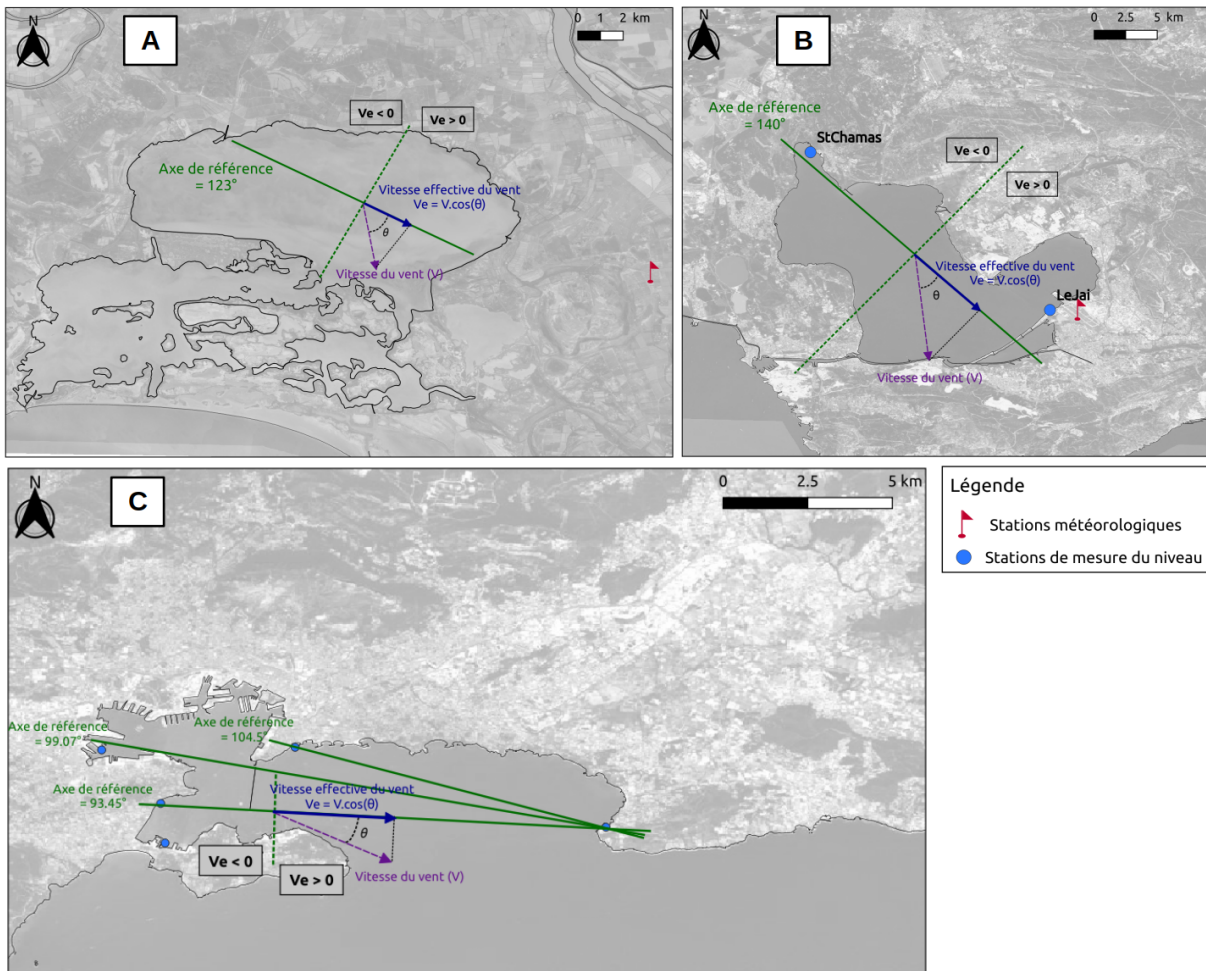 N
A
0 1 2 km
Ve < 0
Ve > 0
Axe de référence
= 123°
Vitesse effective du vent
Ve = V.cos(θ)
θ
Vitesse du vent (V)
N
B
0 2.5 5 km
Axe de référence
= 140°
StChamas
Ve < 0
Ve > 0
Vitesse effective du vent
Ve = V.cos(θ)
θ
LeJai
Vitesse du vent (V)
N
C
0 2.5 5 km
Axe de référence
= 99.07°
Axe de référence
= 104.5°
Axe de référence
= 93.45°
Vitesse effective du vent
Ve = V.cos(θ)
θ
Ve < 0
Ve > 0
Vitesse du vent (V)
Légende
Stations météorologiques
Stations de mesure du niveau